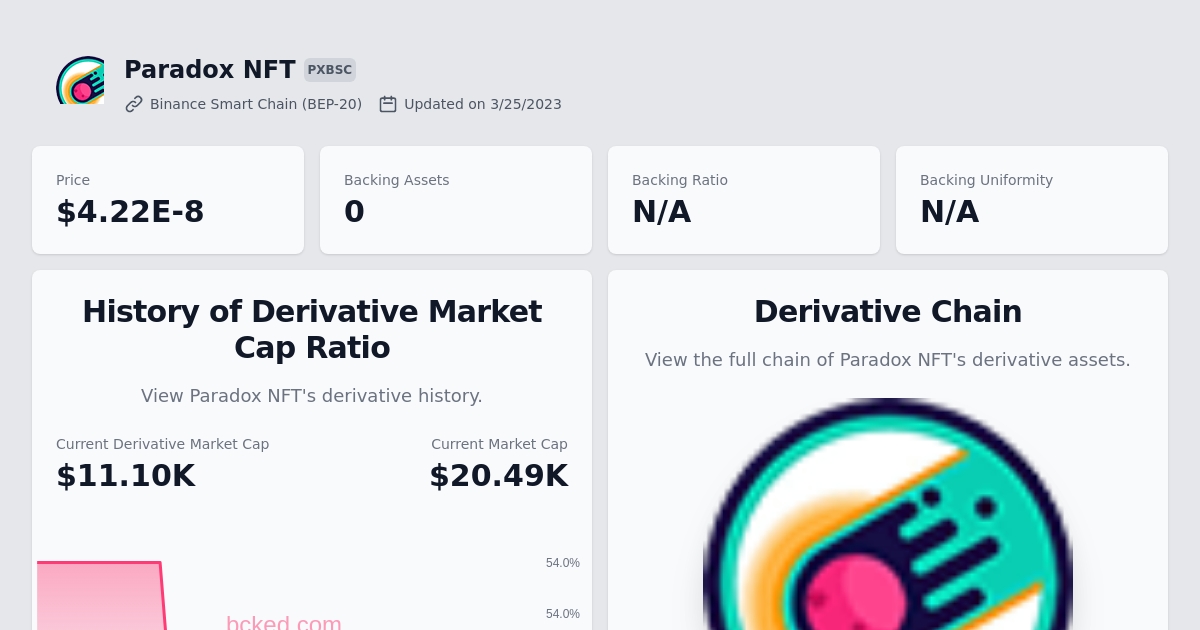 Paradox NFT PXBSC
Binance Smart Chain (BEP-20) Updated on 3/25/2023
Price
$4.22E-8
Backing Assets
0
Backing Ratio
N/A
Backing Uniformity
N/A
History of Derivative Market
Cap Ratio
View Paradox NFT's derivative history.
Current Derivative Market Cap
$11.10K
Current Market Cap
$20.49K
54.0%
54.0%
bcked.com
Derivative Chain
View the full chain of Paradox NFT's derivative assets.